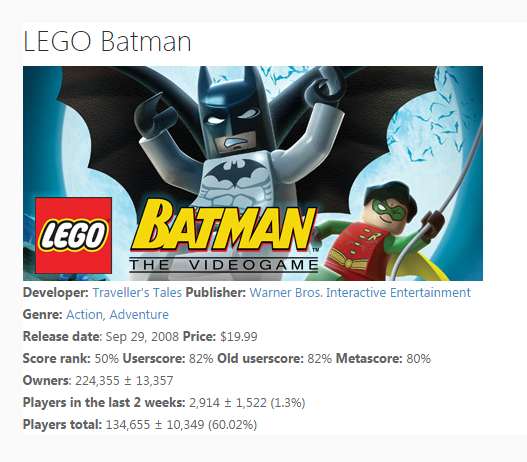 LEGO Batman
LEGO
BATMAN
TM
THE VIDEOGAME
Developer: Traveller's Tales Publisher: Warner Bros. Interactive Entertainment
Genre: Action, Adventure
Release date: Sep 29, 2008 Price: $19.99
Score rank: 50% Userscore: 82% Old userscore: 82% Metascore: 80%
Owners: 224,355 ± 13,357
Players in the last 2 weeks: 2,914 ± 1,522 (1.3%)
Players total: 134,655 ± 10,349 (60.02%)